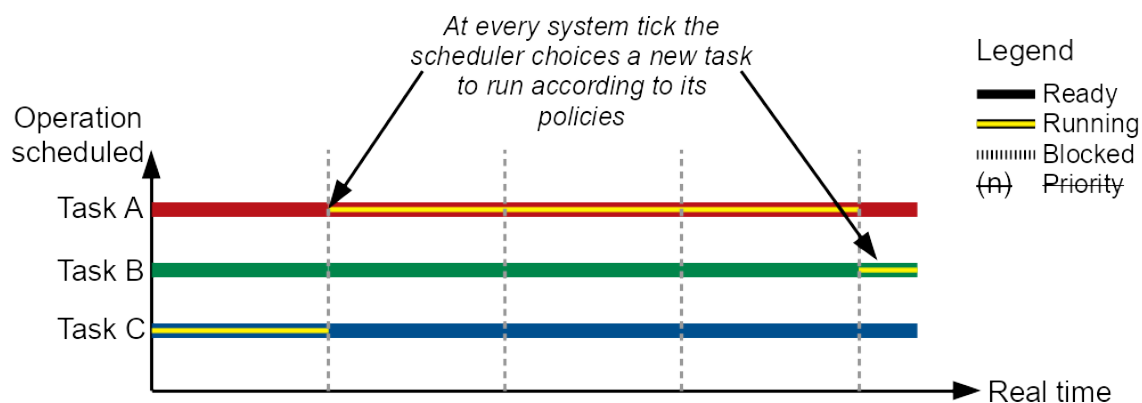 At every system tick the
scheduler choices a new task
to run according to its
policies
Legend
Ready
Running
Blocked
(n) Priority
Operation
scheduled
Task A
Task B
Task C
Real time